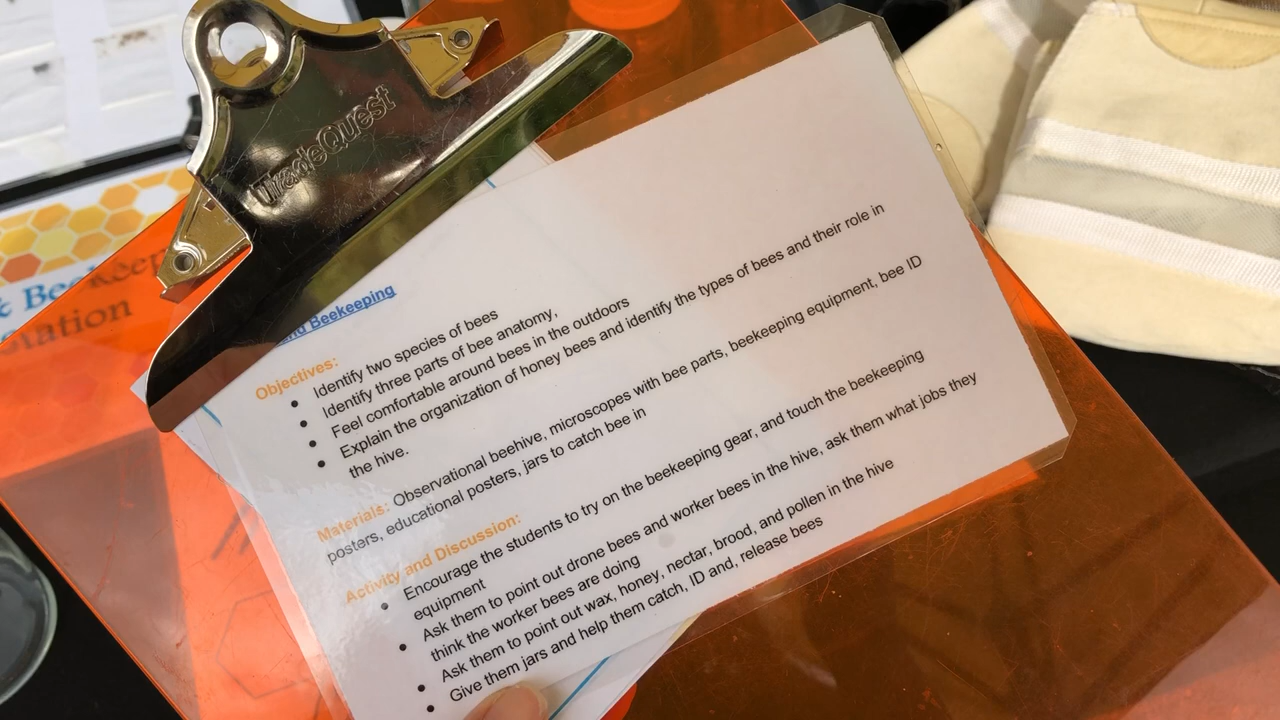 TradeQuest
& Beekeep
Station
and Beekeeping
Objectives:
• Identify two species of bees
• Identify three parts of bee anatomy,
• Feel comfortable around bees in the outdoors
• Explain the organization of honey bees and identify the types of bees and their role in
the hive.
Materials: Observational beehive, microscopes with bee parts, beekeeping equipment, bee ID
posters, educational posters, jars to catch bee in
Activity and Discussion:
• Encourage the students to try on the beekeeping gear, and touch the beekeeping
equipment
• Ask them to point out drone bees and worker bees in the hive, ask them what jobs they
think the worker bees are doing
• Ask them to point out wax, honey, nectar, brood, and pollen in the hive
• Give them jars and help them catch, ID and, release bees